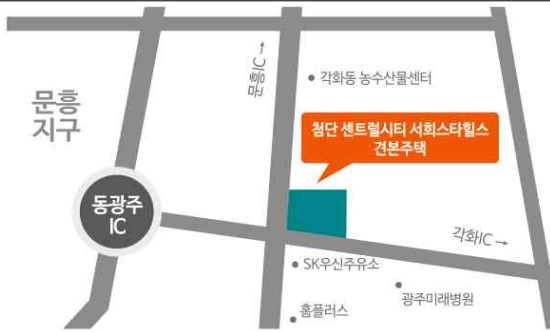 문흥IC →
각화동 농수산물센터
문흥
지구
첨단 센트럴시티 서희스타힐스
견본주택
동광주
IC
각화IC →
SK우신주유소
광주미래병원
홈플러스